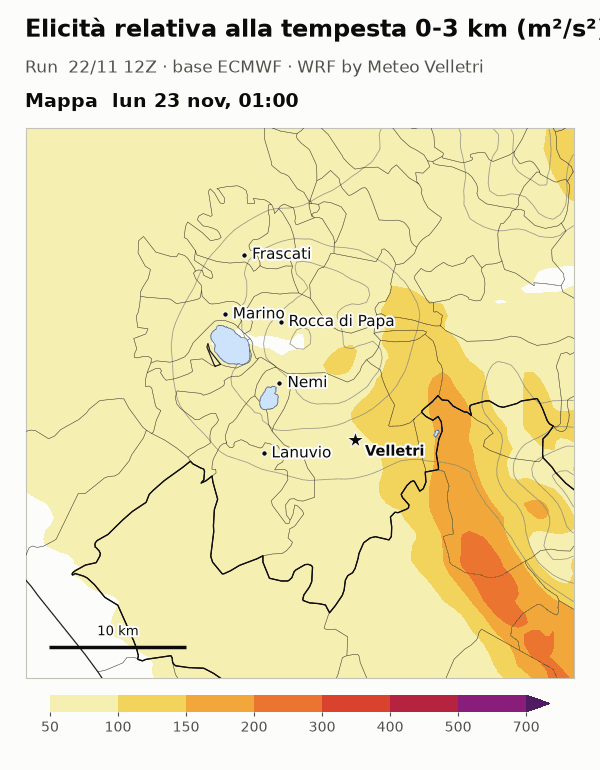 Elicità relativa alla tempesta 0-3 km (m²/s²)
Run  22/11 12Z · base ECMWF · WRF by Meteo Velletri
Mappa  lun 23 nov, 01:00
Frascati
Marino
Rocca di Papa
Nemi
Lanuvio
Velletri
10 km
50 100 150 200 300 400 500 700